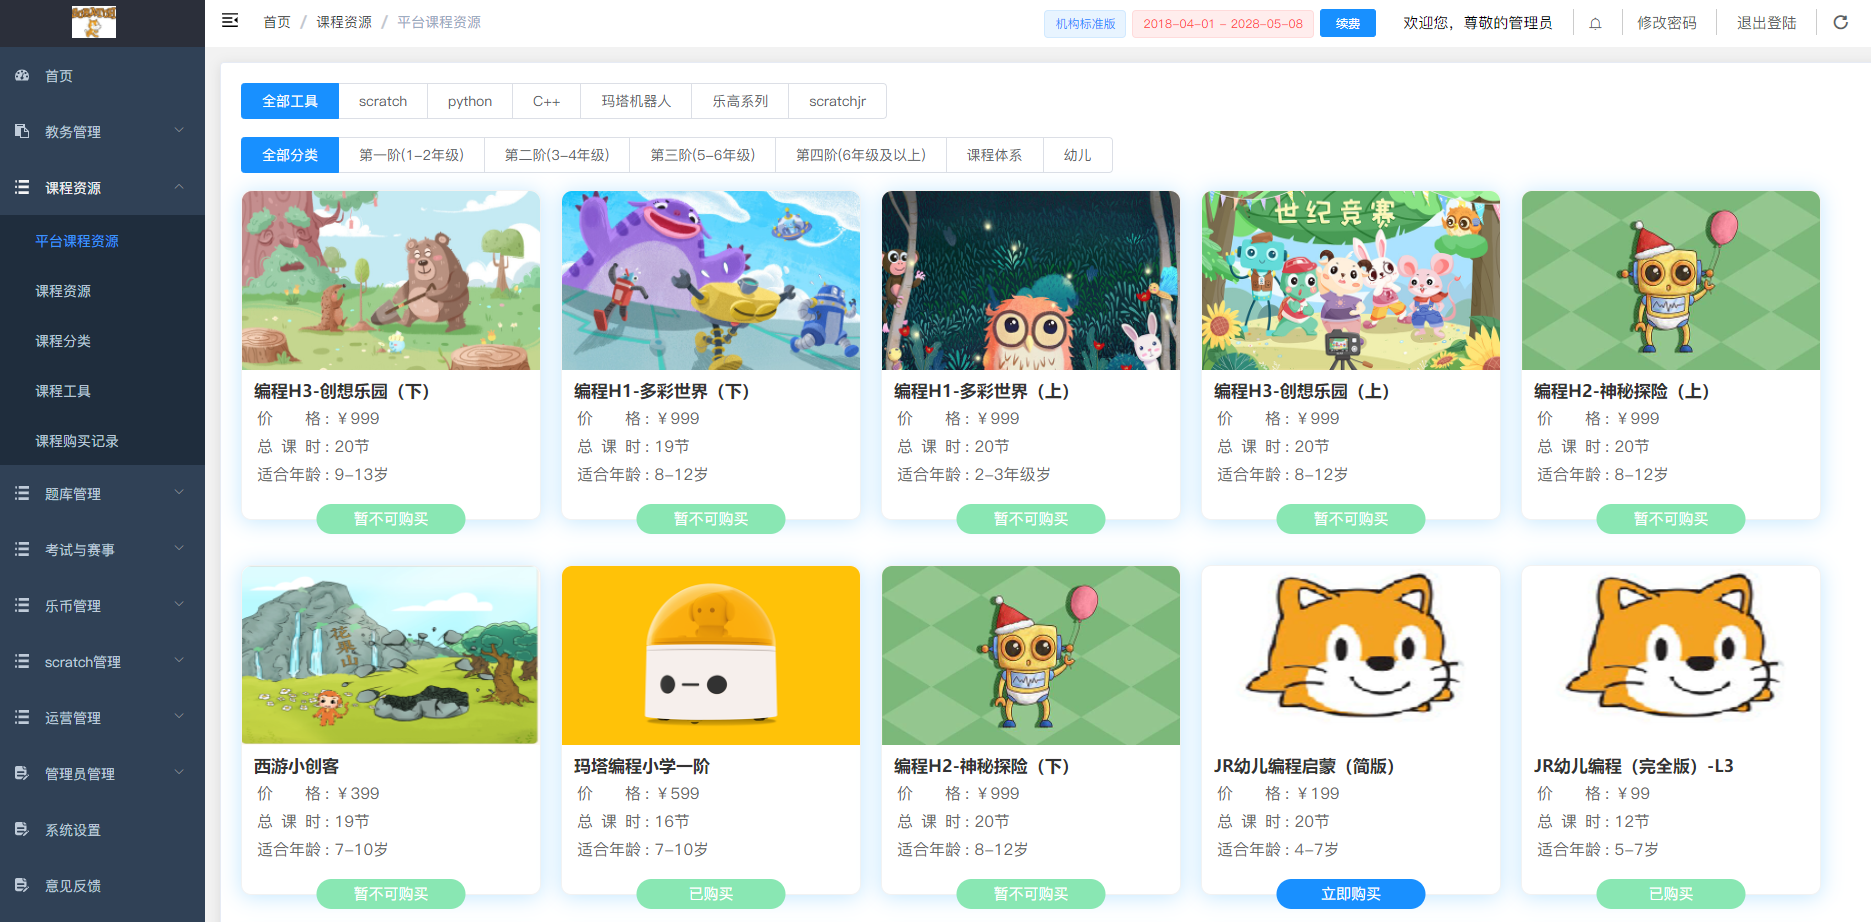 首页 / 课程资源 / 平台课程资源
机构标准版
2018-04-01 - 2028-05-08
续费
欢迎您，尊敬的管理员
修改密码
退出登陆
首页
教务管理
课程资源
平台课程资源
课程资源
课程分类
课程工具
课程购买记录
题库管理
考试与赛事
乐币管理
scratch管理
运营管理
管理员管理
系统设置
意见反馈
全部工具 scratch python C++ 玛塔机器人 乐高系列 scratchjr
全部分类 第一阶(1-2年级) 第二阶(3-4年级) 第三阶(5-6年级) 第四阶(6年级及以上) 课程体系 幼儿
编程H3-创想乐园（下）
价 格：￥999
总 课 时：20节
适合年龄：9-13岁
暂不可购买
编程H1-多彩世界（下）
价 格：￥999
总 课 时：19节
适合年龄：8-12岁
暂不可购买
编程H1-多彩世界（上）
价 格：￥999
总 课 时：20节
适合年龄：2-3年级岁
暂不可购买
世纪竞赛
编程H3-创想乐园（上）
价 格：￥999
总 课 时：20节
适合年龄：8-12岁
暂不可购买
编程H2-神秘探险（上）
价 格：￥999
总 课 时：20节
适合年龄：8-12岁
暂不可购买
花果山
西游小创客
价 格：￥399
总 课 时：19节
适合年龄：7-10岁
暂不可购买
玛塔编程小学一阶
价 格：￥599
总 课 时：16节
适合年龄：7-10岁
已购买
编程H2-神秘探险（下）
价 格：￥999
总 课 时：20节
适合年龄：8-12岁
暂不可购买
JR幼儿编程启蒙（简版）
价 格：￥199
总 课 时：20节
适合年龄：4-7岁
立即购买
JR幼儿编程（完全版）-L3
价 格：￥99
总 课 时：12节
适合年龄：5-7岁
已购买